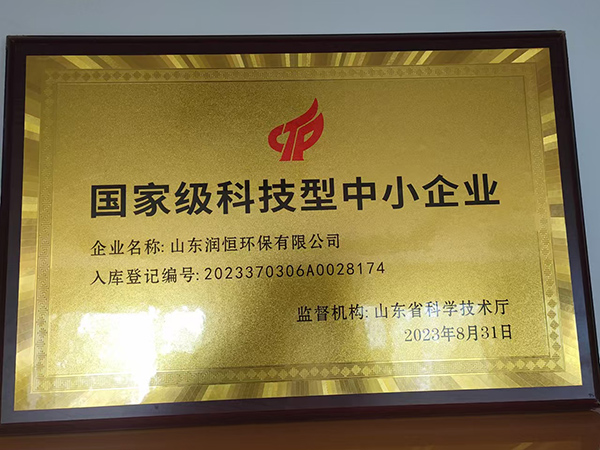 国家级科技型中小企业
企业名称: 山东润恒环保有限公司
入库登记编号: 2023370306A0028174
监督机构: 山东省科学技术厅
2023年8月31日